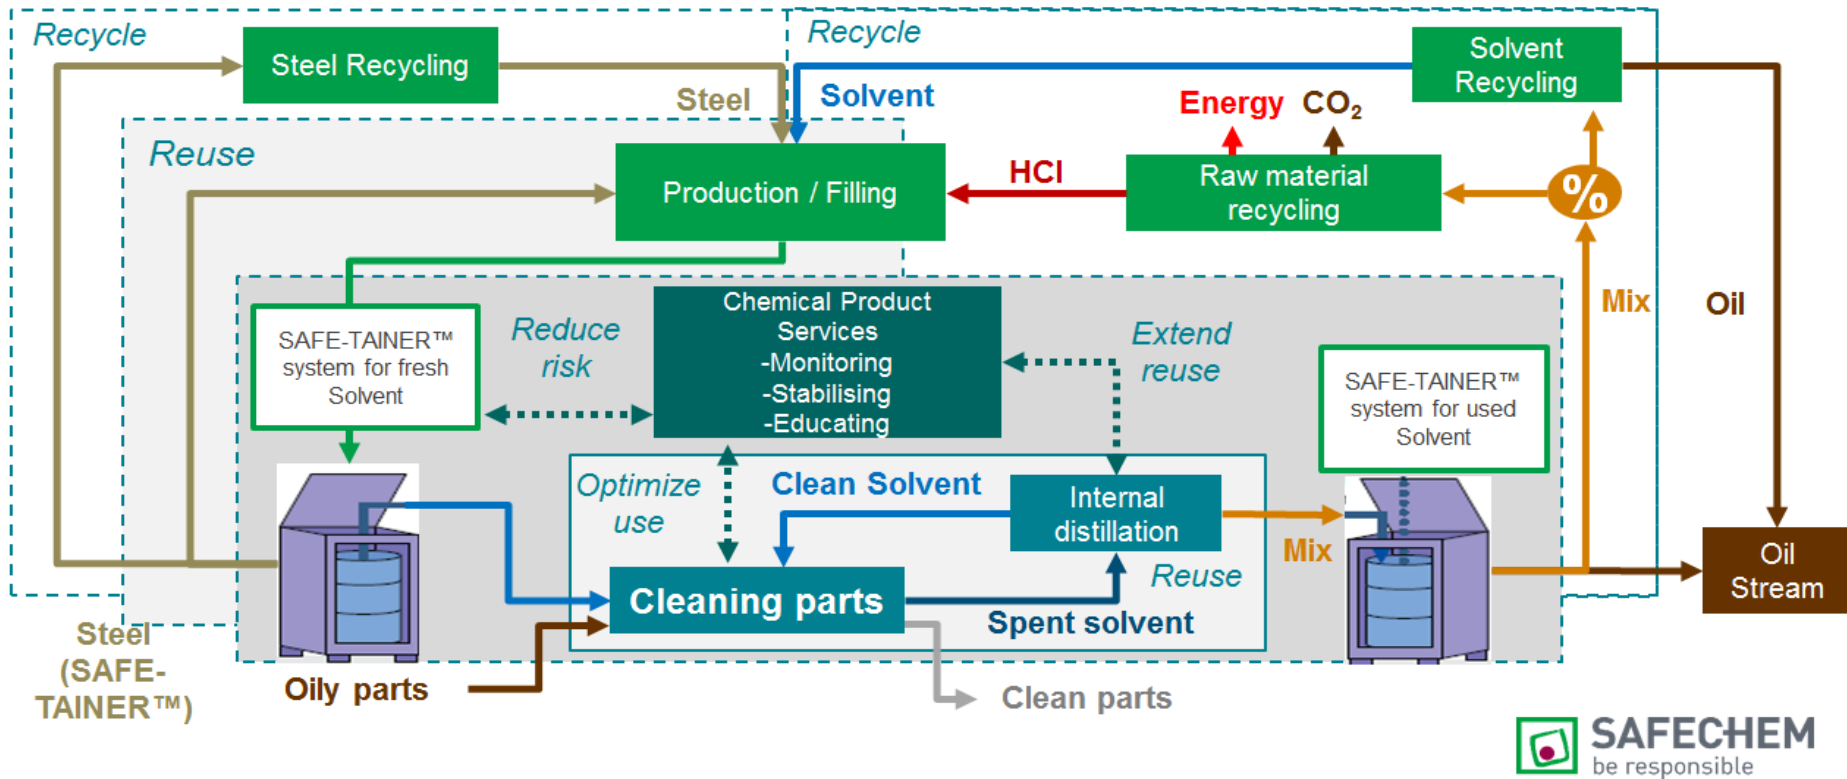 Recycle
Steel Recycling
Recycle
Solvent
Recycling
Steel
Solvent
Energy
CO₂
Reuse
Production / Filling
HCl
Raw material
recycling
%
SAFE-TAINER™
system for fresh
Solvent
Reduce
risk
Chemical Product
Services
-Monitoring
-Stabilising
-Educating
Extend
reuse
SAFE-TAINER™
system for used
Solvent
Mix
Oil
Optimize
use
Clean Solvent
Internal
distillation
Mix
Reuse
Cleaning parts
Spent solvent
Oil
Stream
Steel
(SAFE-
TAINER™)
Oily parts
Clean parts
SAFECHEM
be responsible